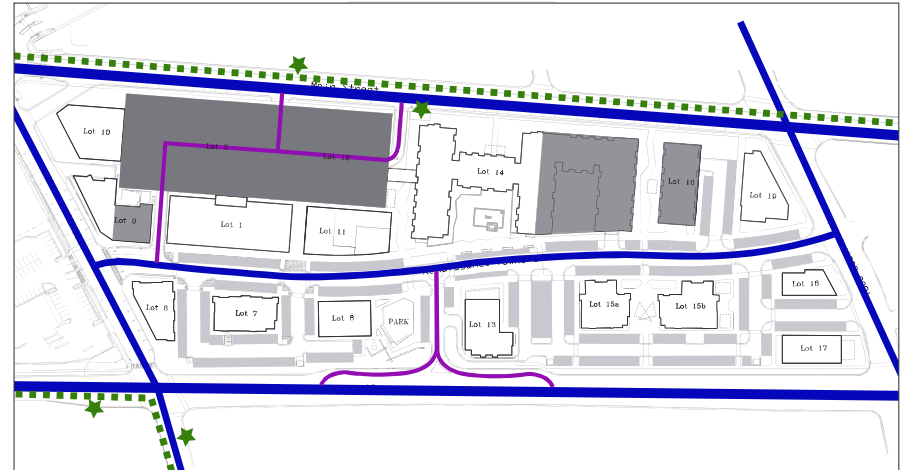 Main Street
Lot 10
Lot 2
Lot 12
Lot 14
Lot 16
Lot 19
Lot 9
Lot 1
Lot 11
Lot 6
Lot 7
Lot 8
PARK
Lot 13
Lot 15a
Lot 15b
Lot 18
Lot 17